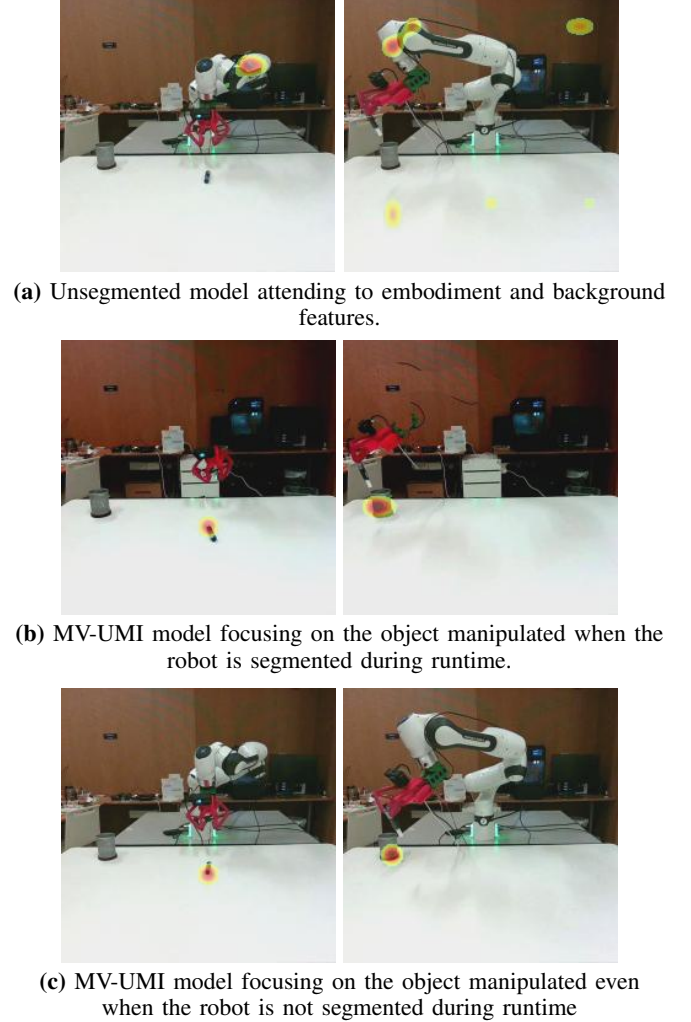 (a) Unsegmented model attending to embodiment and background
features.
(b) MV-UMI model focusing on the object manipulated when the
robot is segmented during runtime.
(c) MV-UMI model focusing on the object manipulated even
when the robot is not segmented during runtime